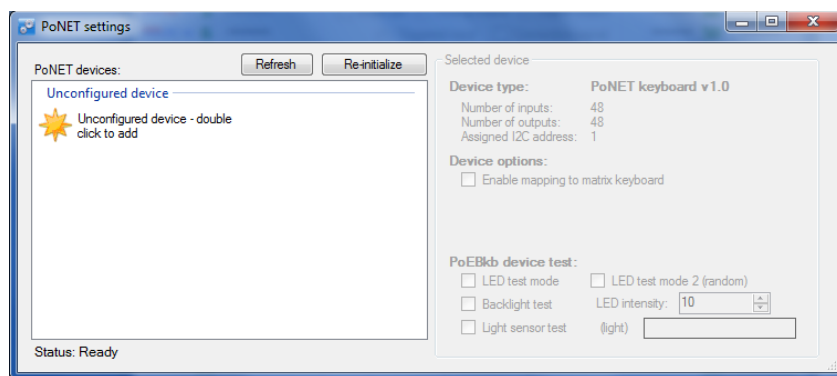 PoNET settings
PoNET devices:
Refresh
Re-initialize
Unconfigured device
Unconfigured device - double
click to add
Status: Ready
Selected device
Device type: PoNET keyboard v1.0
Number of inputs: 48
Number of outputs: 48
Assigned I2C address: 1
Device options:
Enable mapping to matrix keyboard
PoEBkb device test:
LED test mode LED test mode 2 (random)
Backlight test LED intensity: 10
Light sensor test (light)